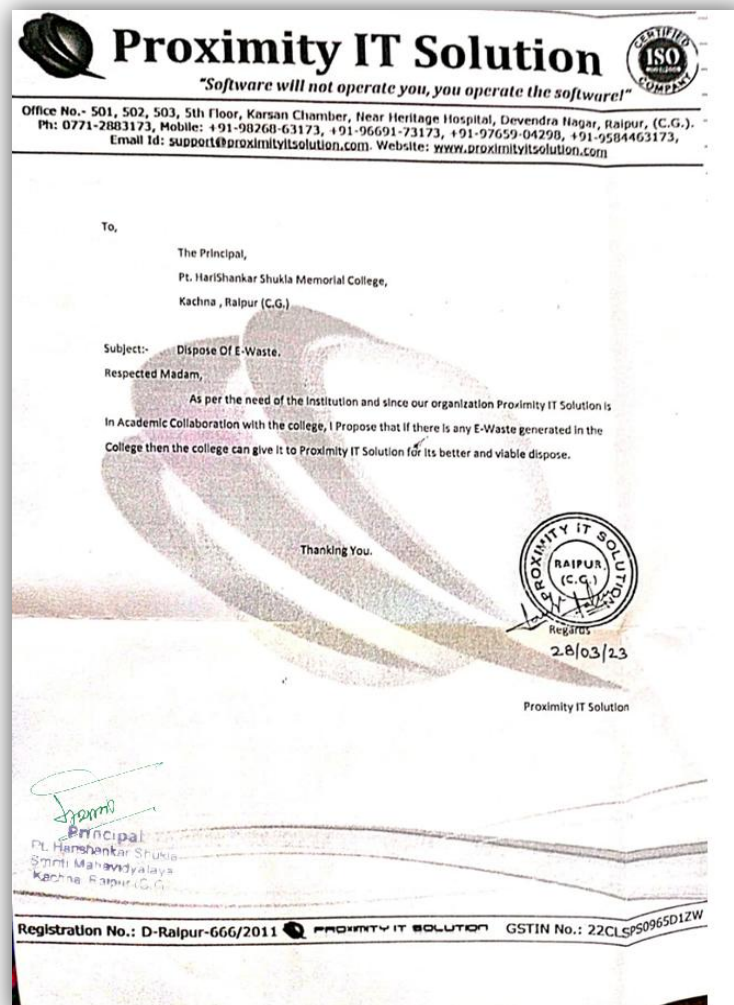 Proximity IT Solution
CERTIFIED
ISO
COMPANY
"Software will not operate you, you operate the software!"
Office No.- 501, 502, 503, 5th Floor, Karsan Chamber, Near Heritage Hospital, Devendra Nagar, Raipur, (C.G.).
Ph: 0771-2883173, Mobile: +91-98268-63173, +91-96691-73173, +91-97659-04298, +91-9584463173,
Email Id: support@proximityitsolution.com. Website: www.proximityitsolution.com
To,
The Principal,
Pt. HariShankar Shukla Memorial College,
Kachna , Raipur (C.G.)
Subject:- Dispose Of E-Waste.
Respected Madam,
As per the need of the Institution and since our organization Proximity IT Solution is
In Academic Collaboration with the college, I Propose that if there is any E-Waste generated in the
College then the college can give it to Proximity IT Solution for its better and viable dispose.
Thanking You.
PROXIMITY IT SOLUTION
RAIPUR
(C.G.)
Regards
28/03/23
Proximity IT Solution
Principal
Pt. Harishankar Shukla
Smriti Mahavidyalaya
Kachna Raipur (C.G.
Registration No.: D-Raipur-666/2011 PROXIMITY IT SOLUTION GSTIN No.: 22CLSPS0965D1ZW